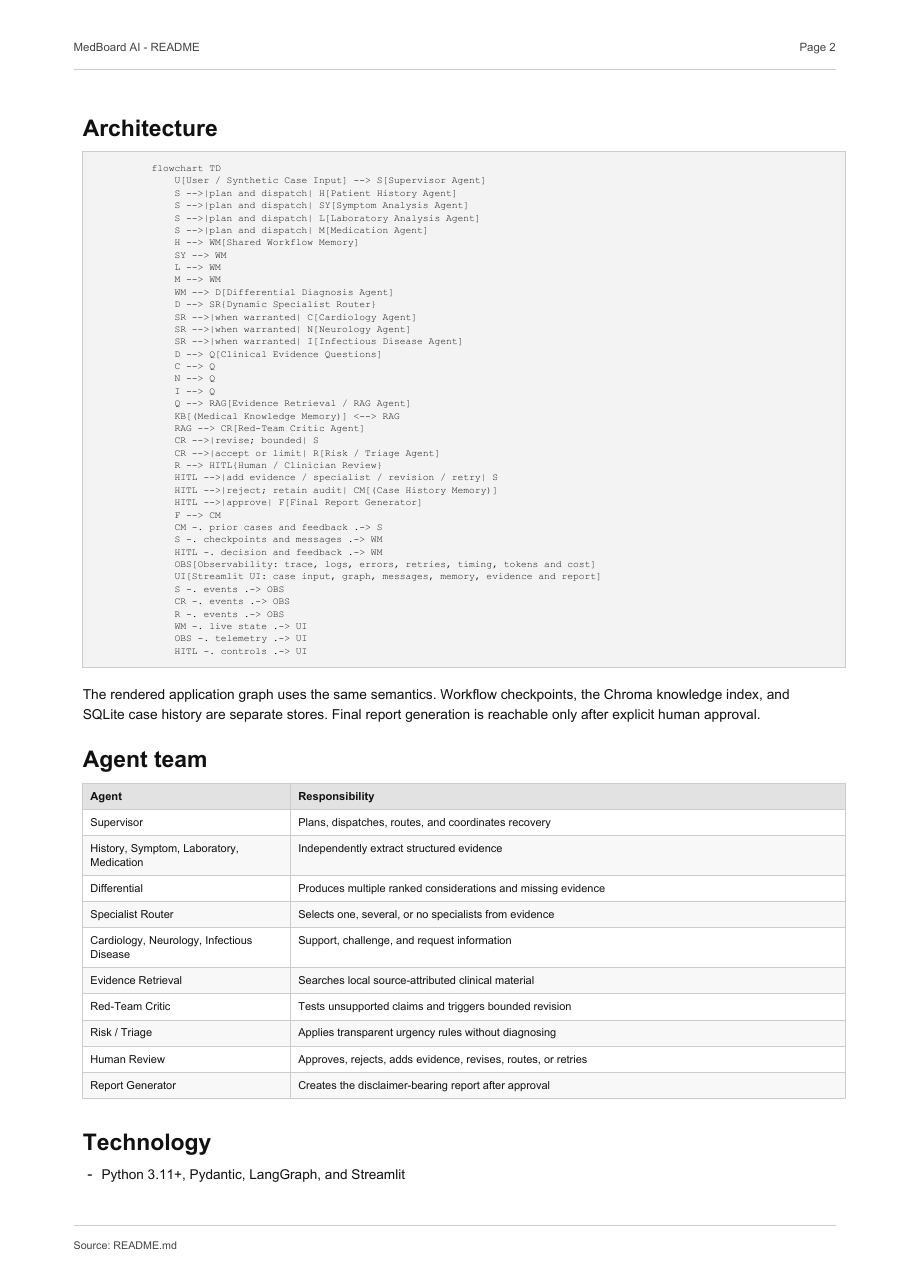 MedBoard AI - README
Page 2
Architecture
flowchart TD
U[User / Synthetic Case Input] --> S[Supervisor Agent]
S -->|plan and dispatch| H[Patient History Agent]
S -->|plan and dispatch| SY[Symptom Analysis Agent]
S -->|plan and dispatch| L[Laboratory Analysis Agent]
S -->|plan and dispatch| M[Medication Agent]
H --> WM[Shared Workflow Memory]
SY --> WM
L --> WM
M --> WM
WM --> D[Differential Diagnosis Agent]
D --> SR{Dynamic Specialist Router}
SR -->|when warranted| C[Cardiology Agent]
SR -->|when warranted| N[Neurology Agent]
SR -->|when warranted| I[Infectious Disease Agent]
D --> Q[Clinical Evidence Questions]
C --> Q
N --> Q
I --> Q
Q --> RAG[Evidence Retrieval / RAG Agent]
KB[(Medical Knowledge Memory)] <--> RAG
RAG --> CR[Red-Team Critic Agent]
CR -->|revise; bounded| S
CR -->|accept or limit| R[Risk / Triage Agent]
R --> HITL{Human / Clinician Review}
HITL -->|add evidence / specialist / revision / retry| S
HITL -->|reject; retain audit| CM[(Case History Memory)]
HITL -->|approve| F[Final Report Generator]
F --> CM
CM -. prior cases and feedback .-> S
S -. checkpoints and messages .-> WM
HITL -. decision and feedback .-> WM
OBS[Observability: trace, logs, errors, retries, timing, tokens and cost]
UI[Streamlit UI: case input, graph, messages, memory, evidence and report]
S -. events .-> OBS
CR -. events .-> OBS
R -. events .-> OBS
WM -. live state .-> UI
OBS -. telemetry .-> UI
HITL -. controls .-> UI
The rendered application graph uses the same semantics. Workflow checkpoints, the Chroma knowledge index, and
SQLite case history are separate stores. Final report generation is reachable only after explicit human approval.
Agent team
Agent Responsibility
Supervisor Plans, dispatches, routes, and coordinates recovery
History, Symptom, Laboratory, Independently extract structured evidence
Medication
Differential Produces multiple ranked considerations and missing evidence
Specialist Router Selects one, several, or no specialists from evidence
Cardiology, Neurology, Infectious Support, challenge, and request information
Disease
Evidence Retrieval Searches local source-attributed clinical material
Red-Team Critic Tests unsupported claims and triggers bounded revision
Risk / Triage Applies transparent urgency rules without diagnosing
Human Review Approves, rejects, adds evidence, revises, routes, or retries
Report Generator Creates the disclaimer-bearing report after approval
Technology
- Python 3.11+, Pydantic, LangGraph, and Streamlit
Source: README.md